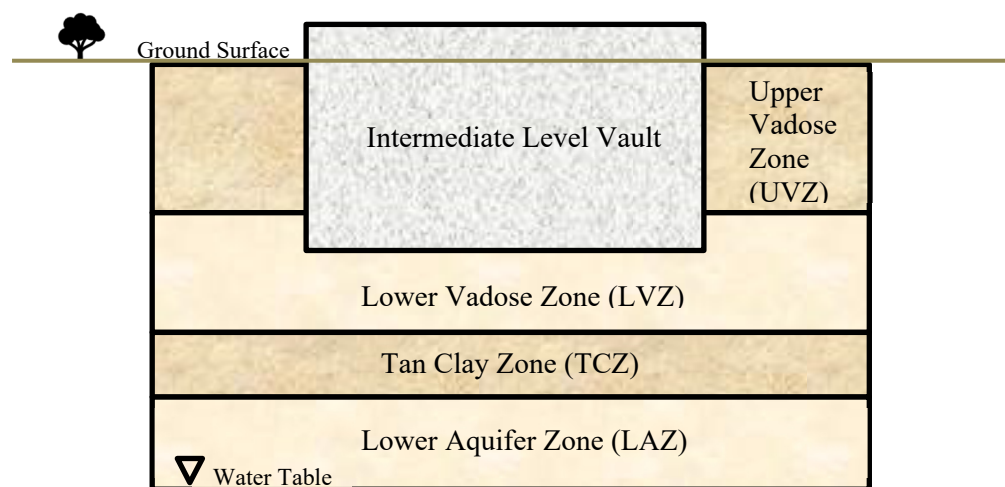 Ground Surface
Intermediate Level Vault
Upper
Vadose
Zone
(UVZ)
Lower Vadose Zone (LVZ)
Tan Clay Zone (TCZ)
Lower Aquifer Zone (LAZ)
Water Table